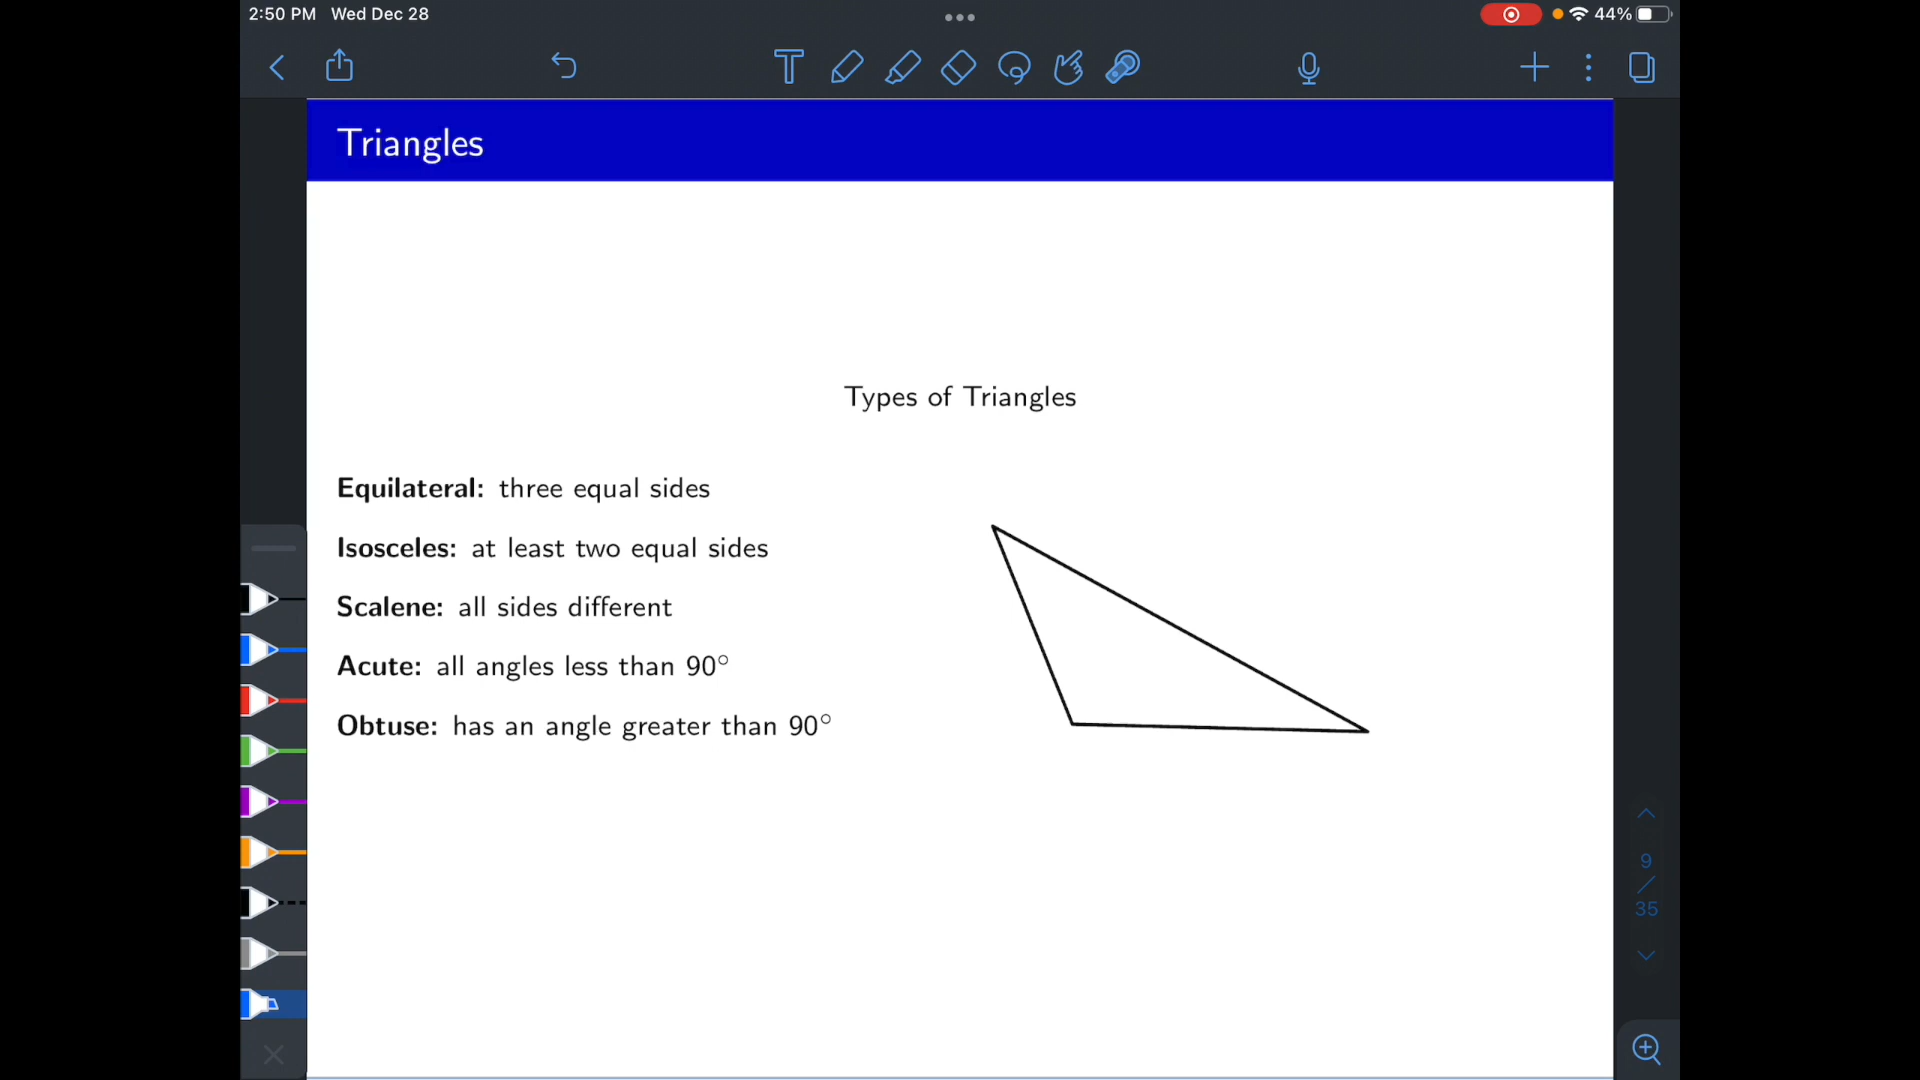 2:50 PM Wed Dec 28
44%
Triangles
Types of Triangles
Equilateral: three equal sides
Isosceles: at least two equal sides
Scalene: all sides different
Acute: all angles less than 90°
Obtuse: has an angle greater than 90°
9
/
35